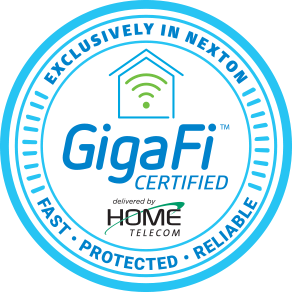 EXCLUSIVELY IN NEXTON
GigaFi™
CERTIFIED
delivered by
HOME
TELECOM
FAST • PROTECTED • RELIABLE